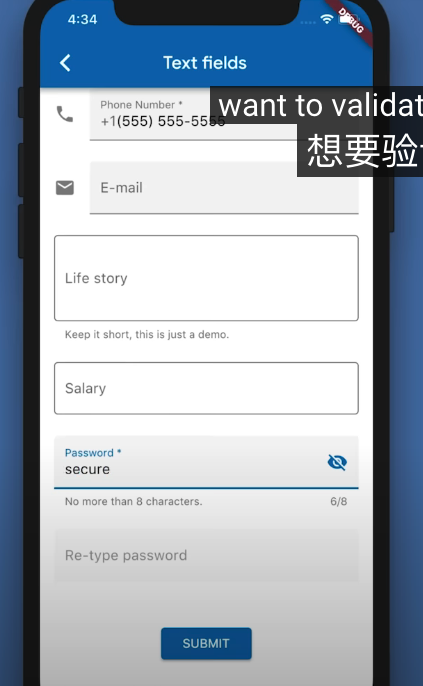 4:34
DEBUG
Text fields
Phone Number *
+1(555) 555-5555
want to validat
想要验
E-mail
Life story
Keep it short, this is just a demo.
Salary
Password *
secure
No more than 8 characters.
6/8
Re-type password
SUBMIT